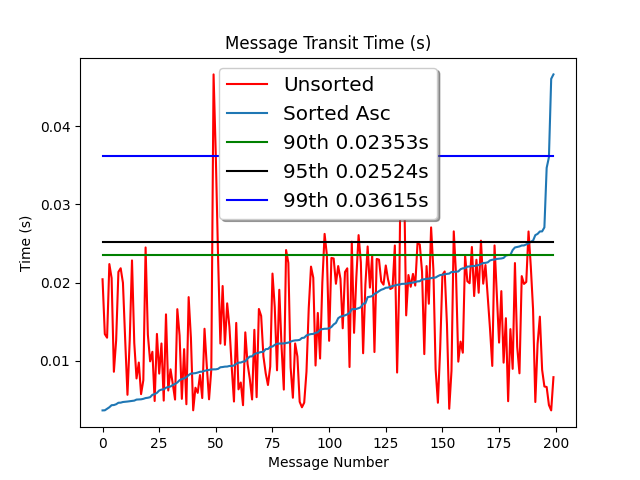 Message Transit Time (s)
Unsorted
Sorted Asc
90th 0.02353s
95th 0.02524s
99th 0.03615s
Time (s)
0.04
0.03
0.02
0.01
0 25 50 75 100 125 150 175 200
Message Number